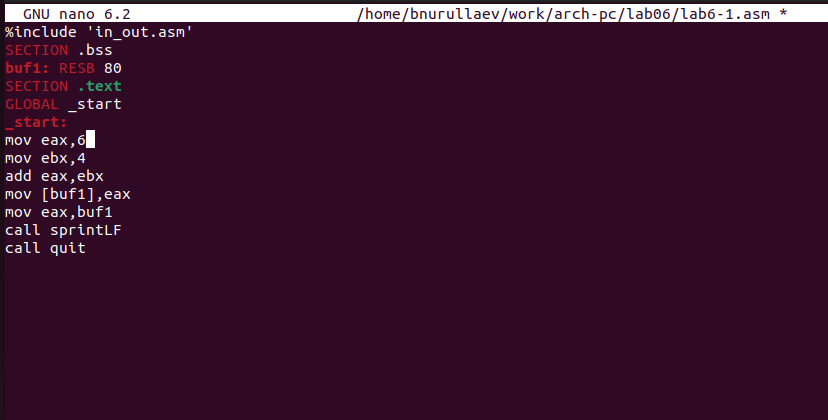 GNU nano 6.2 /home/bnurullaev/work/arch-pc/lab06/lab6-1.asm *
%include 'in_out.asm'
SECTION .bss
buf1: RESB 80
SECTION .text
GLOBAL _start
_start:
mov eax,6
mov ebx,4
add eax,ebx
mov [buf1],eax
mov eax,buf1
call sprintLF
call quit